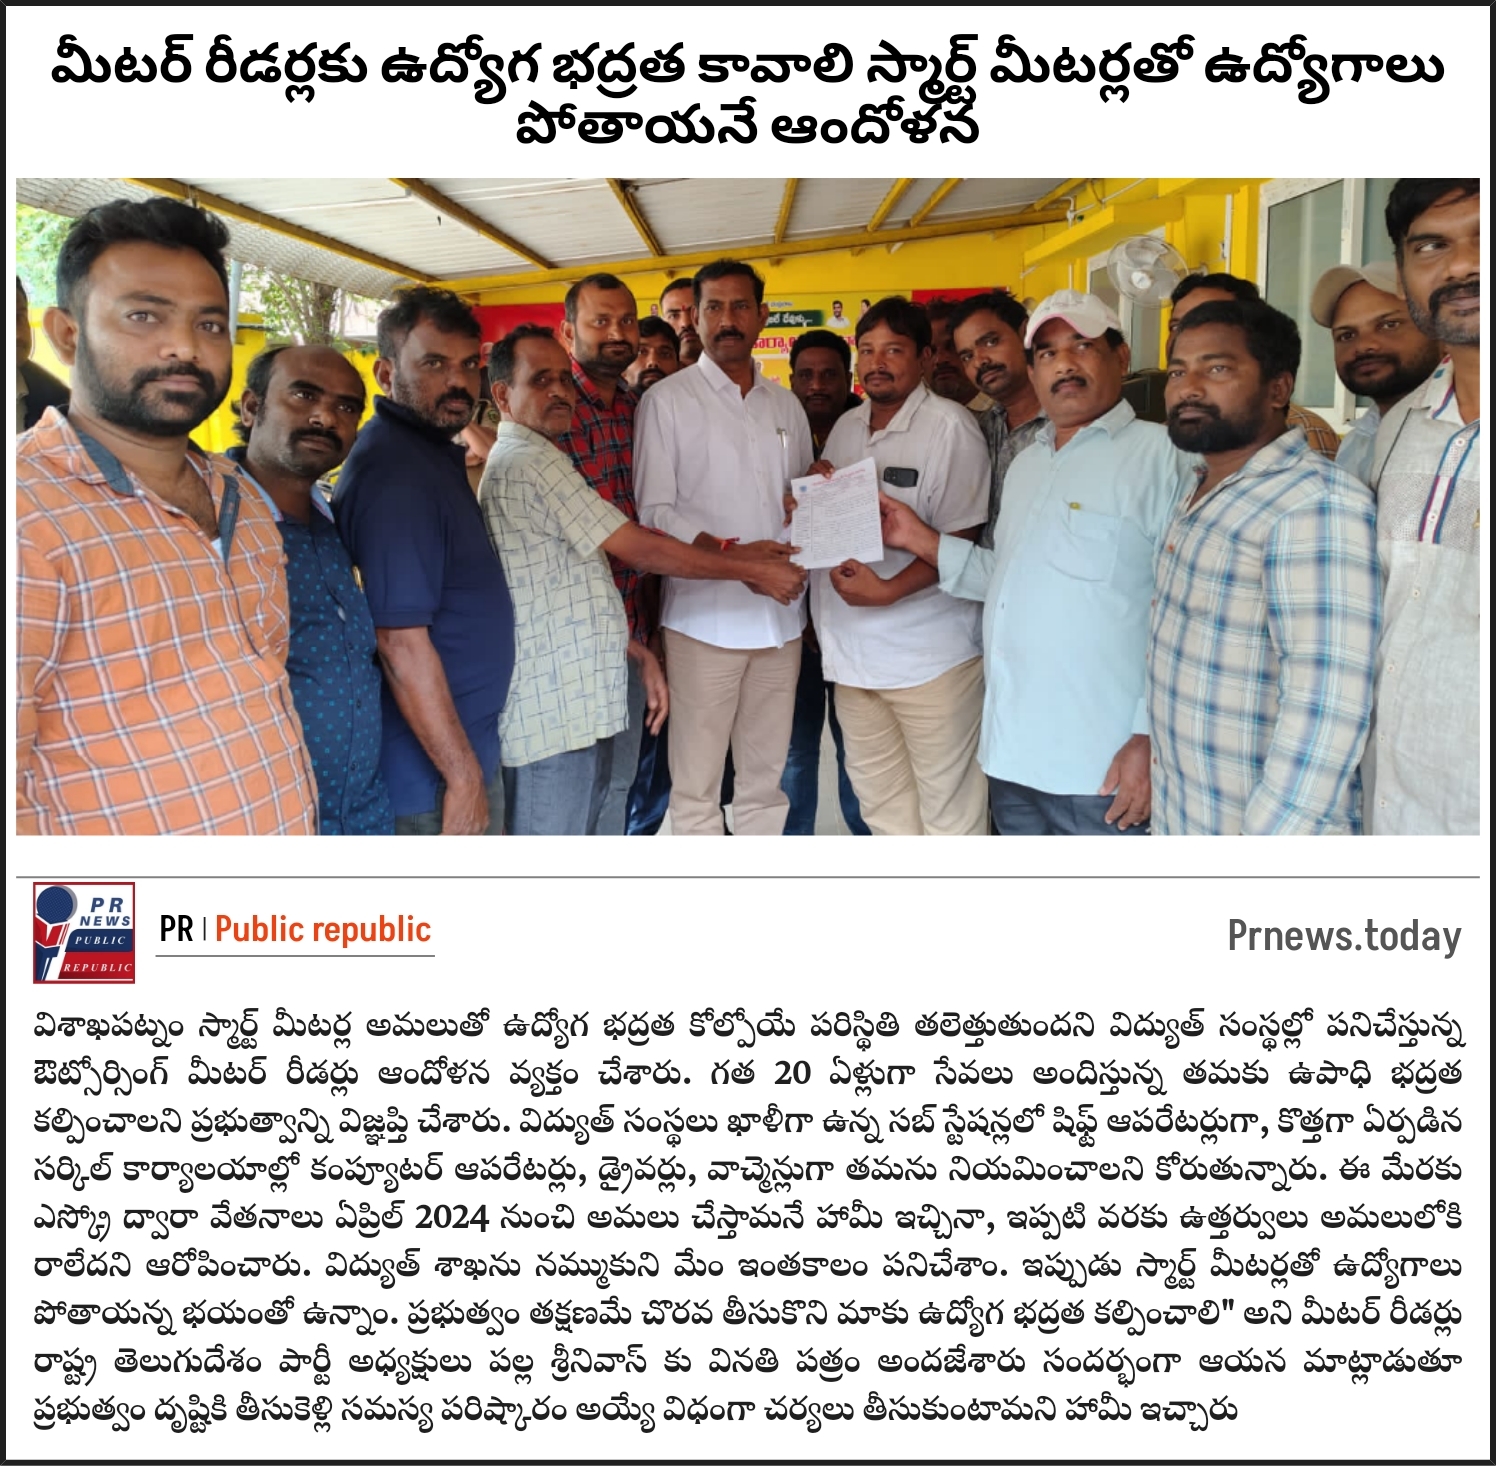 మీటర్ రీడర్లకు ఉద్యోగ భద్రత కావాలి స్మార్ట్ మీటర్లతో ఉద్యోగాలు
పోతాయనే ఆందోళన
PR
NEWS
PUBLIC
REPUBLIC
PR | Public republic
Prnews.today
విశాఖపట్నం స్మార్ట్ మీటర్ల అమలుతో ఉద్యోగ భద్రత కోల్పోయే పరిస్థితి తలెత్తుతుందని విద్యుత్ సంస్థల్లో పనిచేస్తున్న
ఔట్సోర్సింగ్ మీటర్ రీడర్లు ఆందోళన వ్యక్తం చేశారు. గత 20 ఏళ్లుగా సేవలు అందిస్తున్న తమకు ఉపాధి భద్రత
కల్పించాలని ప్రభుత్వాన్ని విజ్ఞప్తి చేశారు. విద్యుత్ సంస్థలు ఖాళీగా ఉన్న సబ్ స్టేషన్లలో షిఫ్ట్ ఆపరేటర్లుగా, కొత్తగా ఏర్పడిన
సర్కిల్ కార్యాలయాల్లో కంప్యూటర్ ఆపరేటర్లు, డ్రైవర్లు, వాచ్మెన్లుగా తమను నియమించాలని కోరుతున్నారు. ఈ మేరకు
ఎస్క్రో ద్వారా వేతనాలు ఏప్రిల్ 2024 నుంచి అమలు చేస్తామనే హామీ ఇచ్చినా, ఇప్పటి వరకు ఉత్తర్వులు అమలులోకి
రాలేదని ఆరోపించారు. విద్యుత్ శాఖను నమ్ముకుని మేం ఇంతకాలం పనిచేశాం. ఇప్పుడు స్మార్ట్ మీటర్లతో ఉద్యోగాలు
పోతాయన్న భయంతో ఉన్నాం. ప్రభుత్వం తక్షణమే చొరవ తీసుకొని మాకు ఉద్యోగ భద్రత కల్పించాలి" అని మీటర్ రీడర్లు
రాష్ట్ర తెలుగుదేశం పార్టీ అధ్యక్షులు పల్ల శ్రీనివాస్ కు వినతి పత్రం అందజేశారు సందర్భంగా ఆయన మాట్లాడుతూ
ప్రభుత్వం దృష్టికి తీసుకెళ్లి సమస్య పరిష్కారం అయ్యే విధంగా చర్యలు తీసుకుంటామని హామీ ఇచ్చారు